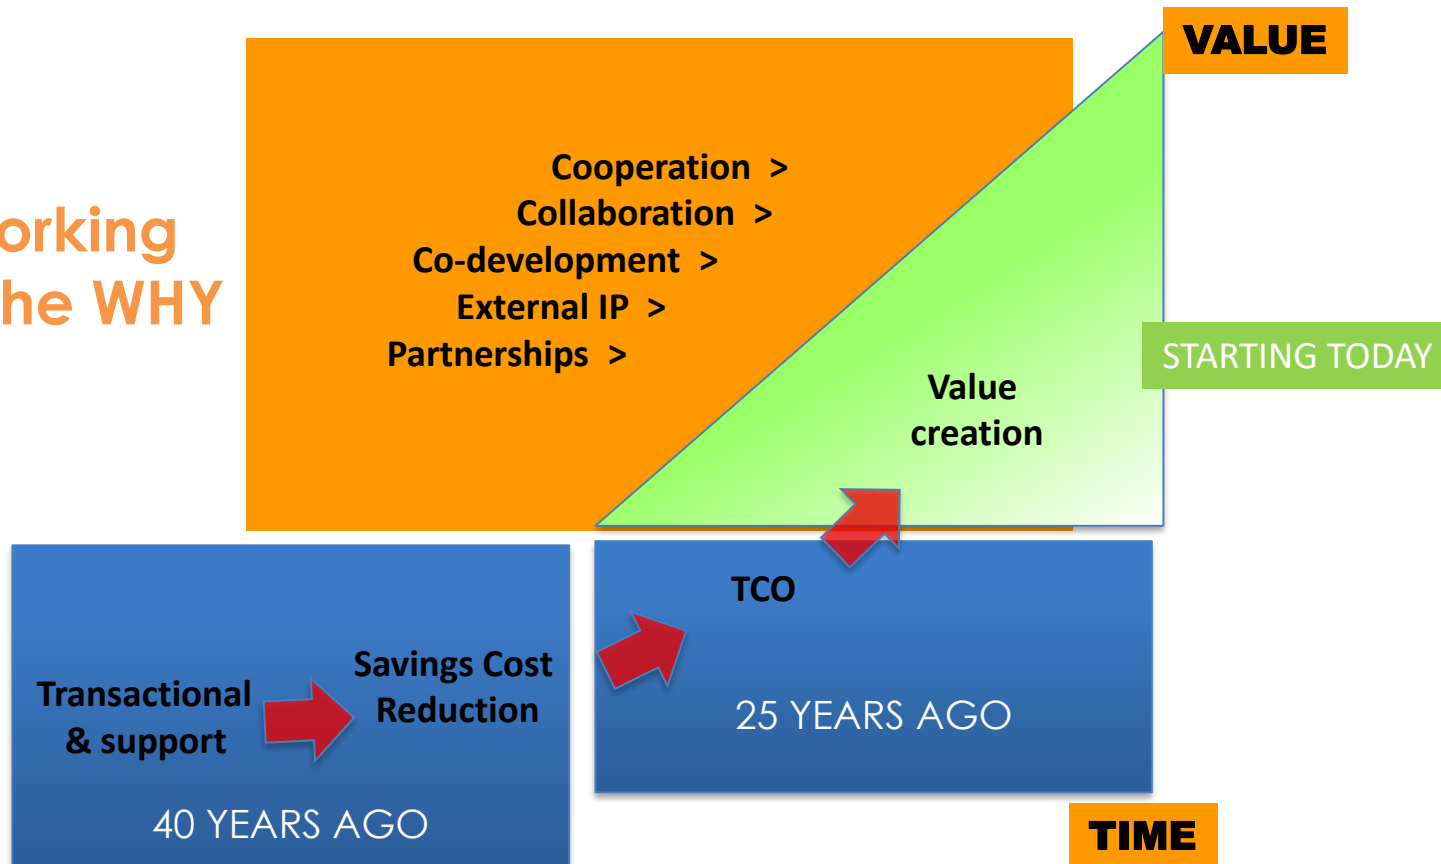 VALUE
Cooperation >
Collaboration >
Co-development >
External IP >
Partnerships >
orking
he WHY
STARTING TODAY
Value
creation
TCO
25 YEARS AGO
Savings Cost
Reduction
Transactional
& support
40 YEARS AGO
TIME